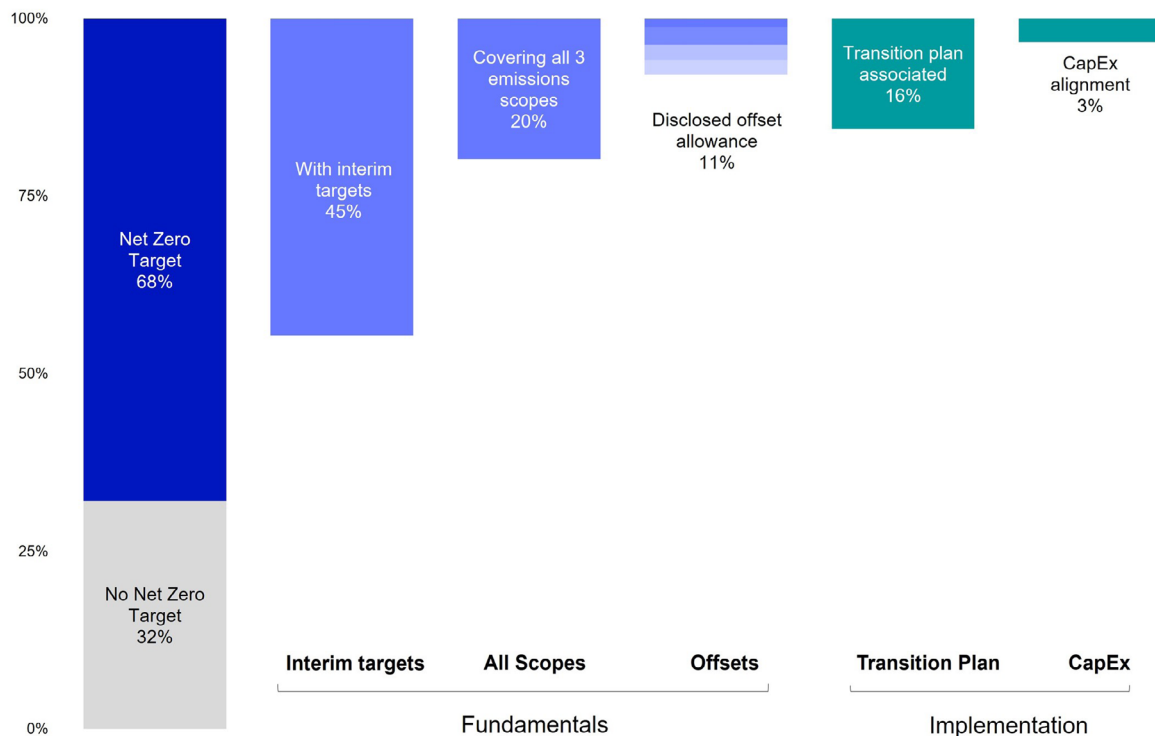 100%
75%
50%
25%
0%
Net Zero
Target
68%
No Net Zero
Target
32%
With interim
targets
45%
Covering all 3
emissions
scopes
20%
Disclosed offset
allowance
11%
Transition plan
associated
16%
CapEx
alignment
3%
Interim targets
All Scopes
Offsets
Transition Plan
CapEx
Fundamentals
Implementation